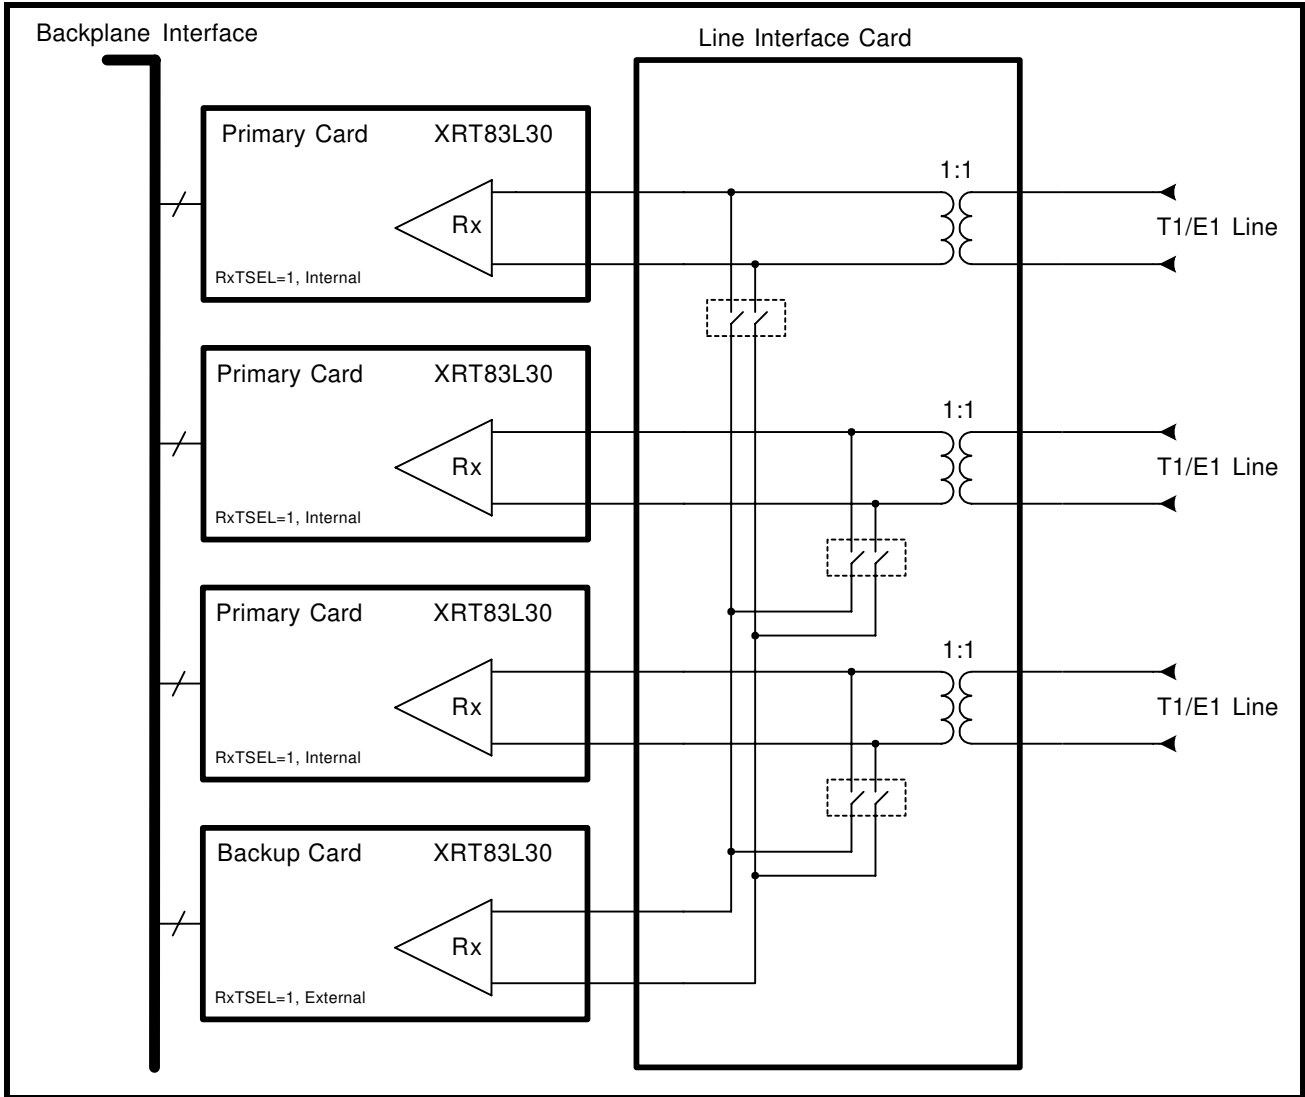 Backplane Interface
Line Interface Card
Primary Card XRT83L30
1:1
Rx
T1/E1 Line
RxTSEL=1, Internal
Primary Card XRT83L30
1:1
Rx
T1/E1 Line
RxTSEL=1, Internal
Primary Card XRT83L30
1:1
Rx
T1/E1 Line
RxTSEL=1, Internal
Backup Card XRT83L30
Rx
RxTSEL=1, External